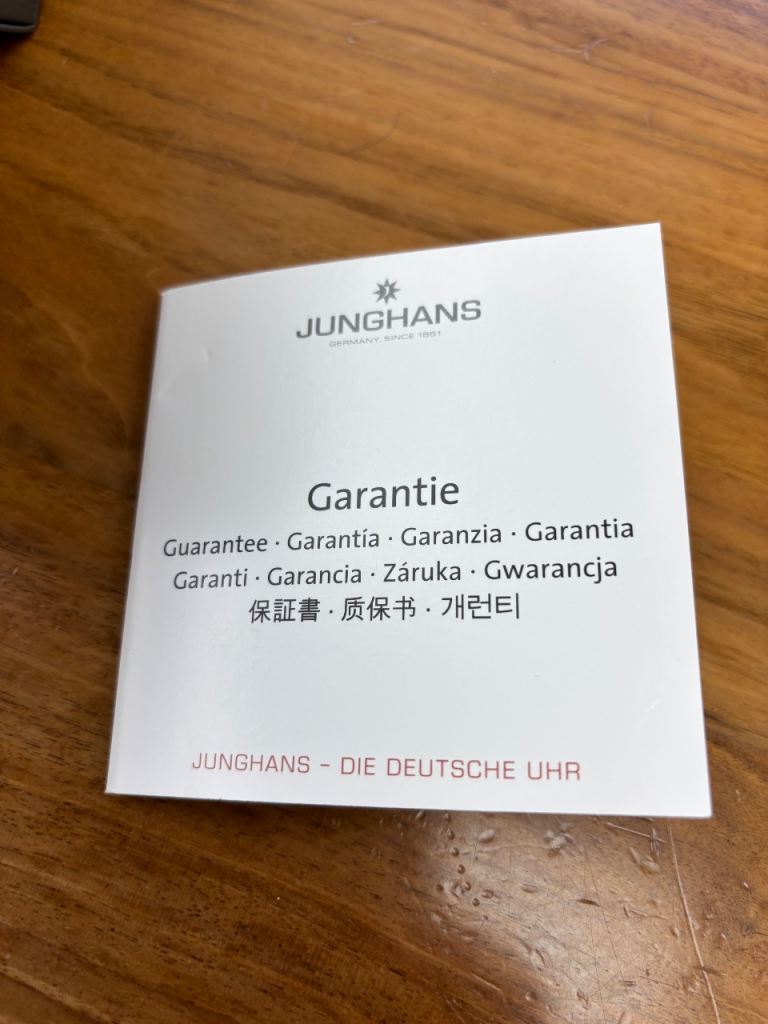 JUNGHANS
GERMANY, SINCE 1861
Garantie
Guarantee · Garantía · Garanzia · Garantia
Garanti · Garancia · Záruka · Gwarancja
保証書 · 质保书 · 개런티
JUNGHANS – DIE DEUTSCHE UHR